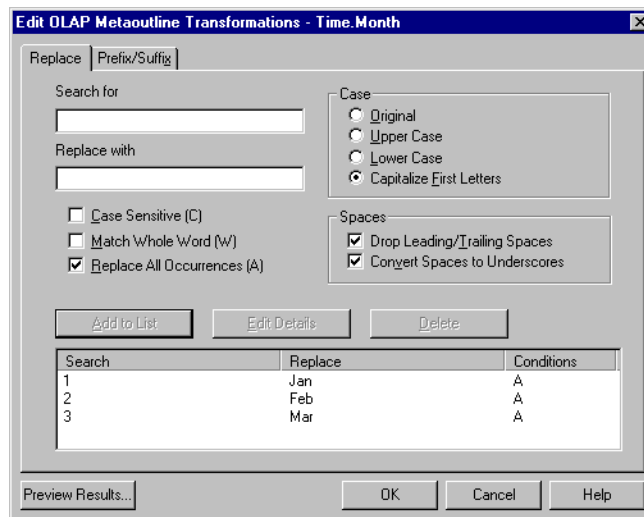 Edit OLAP Metaoutline Transformations - Time.Month
Replace Prefix/Suffix
Search for
Replace with
Case Sensitive (C)
Match Whole Word (W)
Replace All Occurrences (A)
Case
Original
Upper Case
Lower Case
Capitalize First Letters
Spaces
Drop Leading/Trailing Spaces
Convert Spaces to Underscores
Add to List Edit Details Delete
Search Replace Conditions
1 Jan A
2 Feb A
3 Mar A
Preview Results... OK Cancel Help